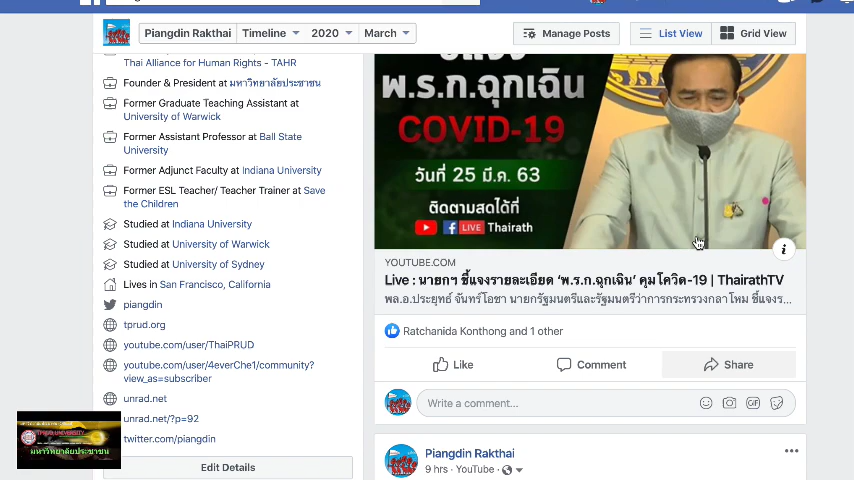 Piangdin Rakthai
Timeline
2020
March
Manage Posts
List View
Grid View
Thai Alliance for Human Rights - TAHR
Founder & President at มหาวิทยาลัยประชาชน
Former Graduate Teaching Assistant at
University of Warwick
Former Assistant Professor at Ball State
University
Former Adjunct Faculty at Indiana University
Former ESL Teacher/ Teacher Trainer at Save
the Children
Studied at Indiana University
Studied at University of Warwick
Studied at University of Sydney
Lives in San Francisco, California
piangdin
tprud.org
youtube.com/user/ThaiPRUD
youtube.com/user/4everChe1/community?
view_as=subscriber
unrad.net
unrad.net/?p=92
twitter.com/piangdin
Edit Details
มหาวิทยาลัยประชาชน
พ.ร.ก.ฉุกเฉิน
COVID-19
วันที่ 25 มี.ค. 63
ติดตามสดได้ที่
LIVE Thairath
YOUTUBE.COM
Live : นายกฯ ชี้แจงรายละเอียด ‘พ.ร.ก.ฉุกเฉิน’ คุมโควิด-19 | ThairathTV
พล.อ.ประยุทธ์ จันทร์โอชา นายกรัฐมนตรีและรัฐมนตรีว่าการกระทรวงกลาโหม ชี้แจงร...
Ratchanida Konthong and 1 other
Like
Comment
Share
Write a comment...
GIF
Piangdin Rakthai
9 hrs · YouTube ·